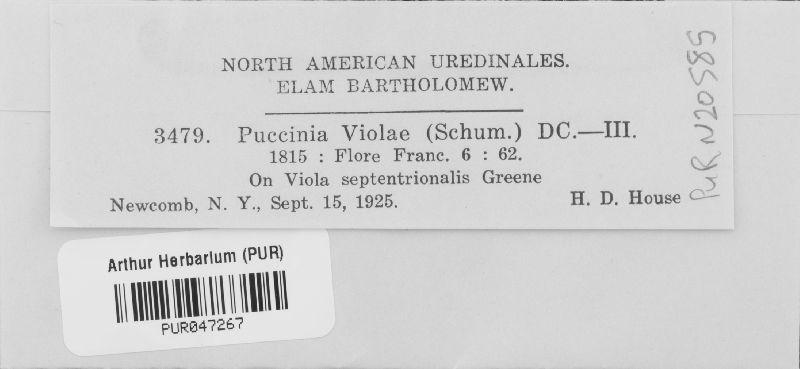 NORTH AMERICAN UREDINALES.
ELAM BARTHOLOMEW.
3479. Puccinia Violae (Schum.) DC.—III.
1815 : Flore Franc. 6 : 62.
On Viola septentrionalis Greene
Newcomb, N. Y., Sept. 15, 1925. H. D. House
PUR N20585
Arthur Herbarium (PUR)
PUR047267